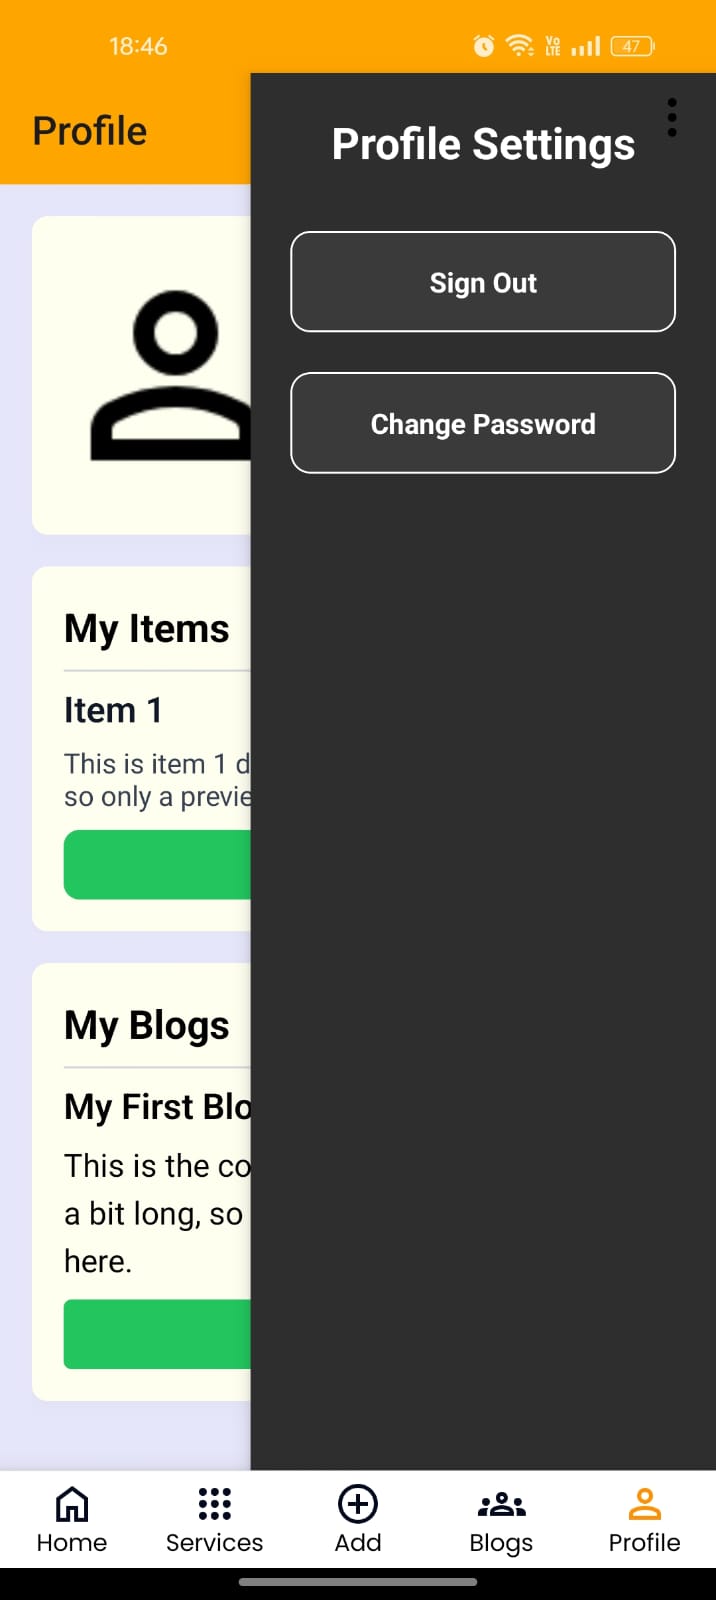 18:46
Vo
LTE
47
Profile
Profile Settings
Sign Out
Change Password
My Items
Item 1
This is item 1 d
so only a previe
My Blogs
My First Blo
This is the co
a bit long, so
here.
Home
Services
Add
Blogs
Profile